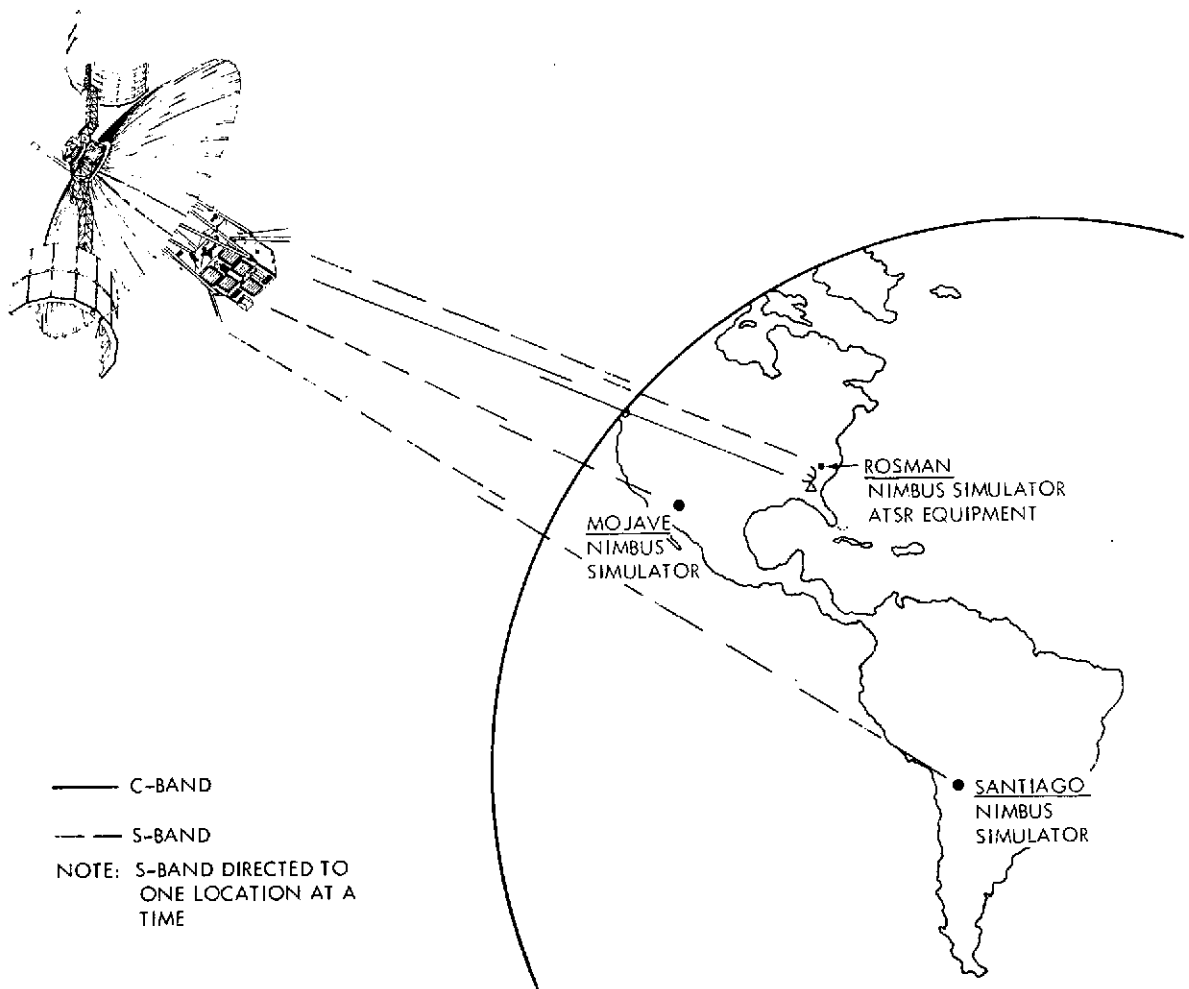 ROSMAN
NIMBUS SIMULATOR
ATSR EQUIPMENT
MOJAVE
NIMBUS
SIMULATOR
SANTIAGO
NIMBUS
SIMULATOR
C-BAND
S-BAND
NOTE: S-BAND DIRECTED TO
ONE LOCATION AT A
TIME